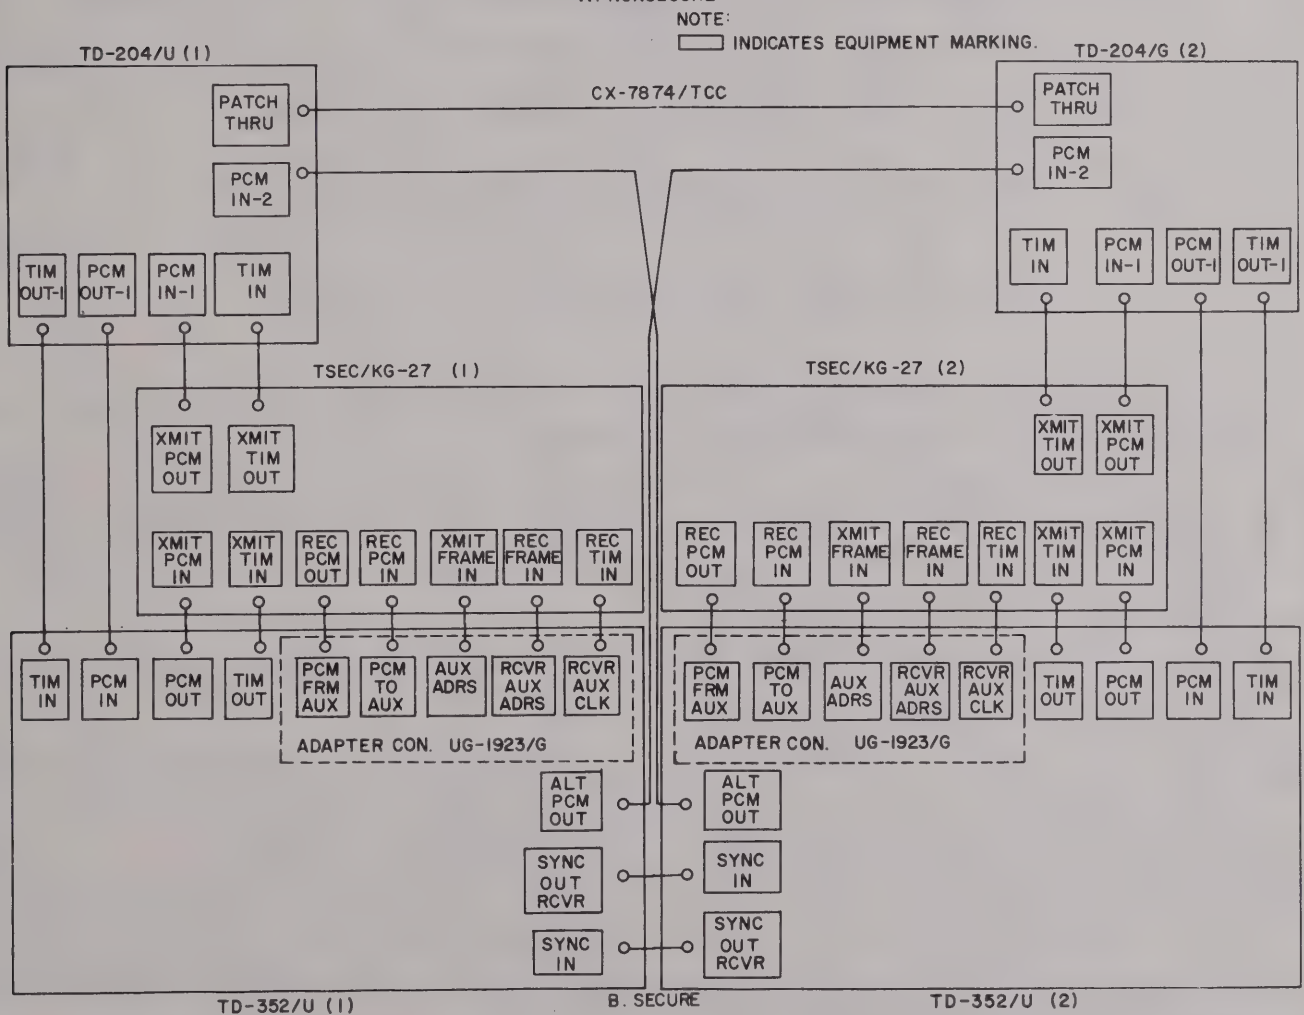 NOTE:
INDICATES EQUIPMENT MARKING.
TD-204/U (1)
TD-204/G (2)
PATCH
THRU
CX-7874/TCC
PATCH
THRU
PCM
IN-2
PCM
IN-2
TIM
OUT-1
PCM
OUT-1
PCM
IN-1
TIM
IN
TIM
IN
PCM
IN-1
PCM
OUT-1
TIM
OUT-1
TSEC/KG-27 (1)
TSEC/KG-27 (2)
XMIT
PCM
OUT
XMIT
TIM
OUT
XMIT
TIM
OUT
XMIT
PCM
OUT
XMIT
PCM
IN
XMIT
TIM
IN
REC
PCM
OUT
REC
PCM
IN
XMIT
FRAME
IN
REC
FRAME
IN
REC
TIM
IN
REC
PCM
OUT
REC
PCM
IN
XMIT
FRAME
IN
REC
FRAME
IN
REC
TIM
IN
XMIT
TIM
IN
XMIT
PCM
IN
TIM
IN
PCM
IN
PCM
OUT
TIM
OUT
PCM
FRM
AUX
PCM
TO
AUX
AUX
ADRS
RCVR
AUX
ADRS
RCVR
AUX
CLK
ADAPTER CON. UG-1923/G
PCM
FRM
AUX
PCM
TO
AUX
AUX
ADRS
RCVR
AUX
ADRS
RCVR
AUX
CLK
ADAPTER CON. UG-1923/G
TIM
OUT
PCM
OUT
PCM
IN
TIM
IN
ALT
PCM
OUT
ALT
PCM
OUT
SYNC
OUT
RCVR
SYNC
IN
SYNC
IN
SYNC
OUT
RCVR
TD-352/U (1)
B. SECURE
TD-352/U (2)